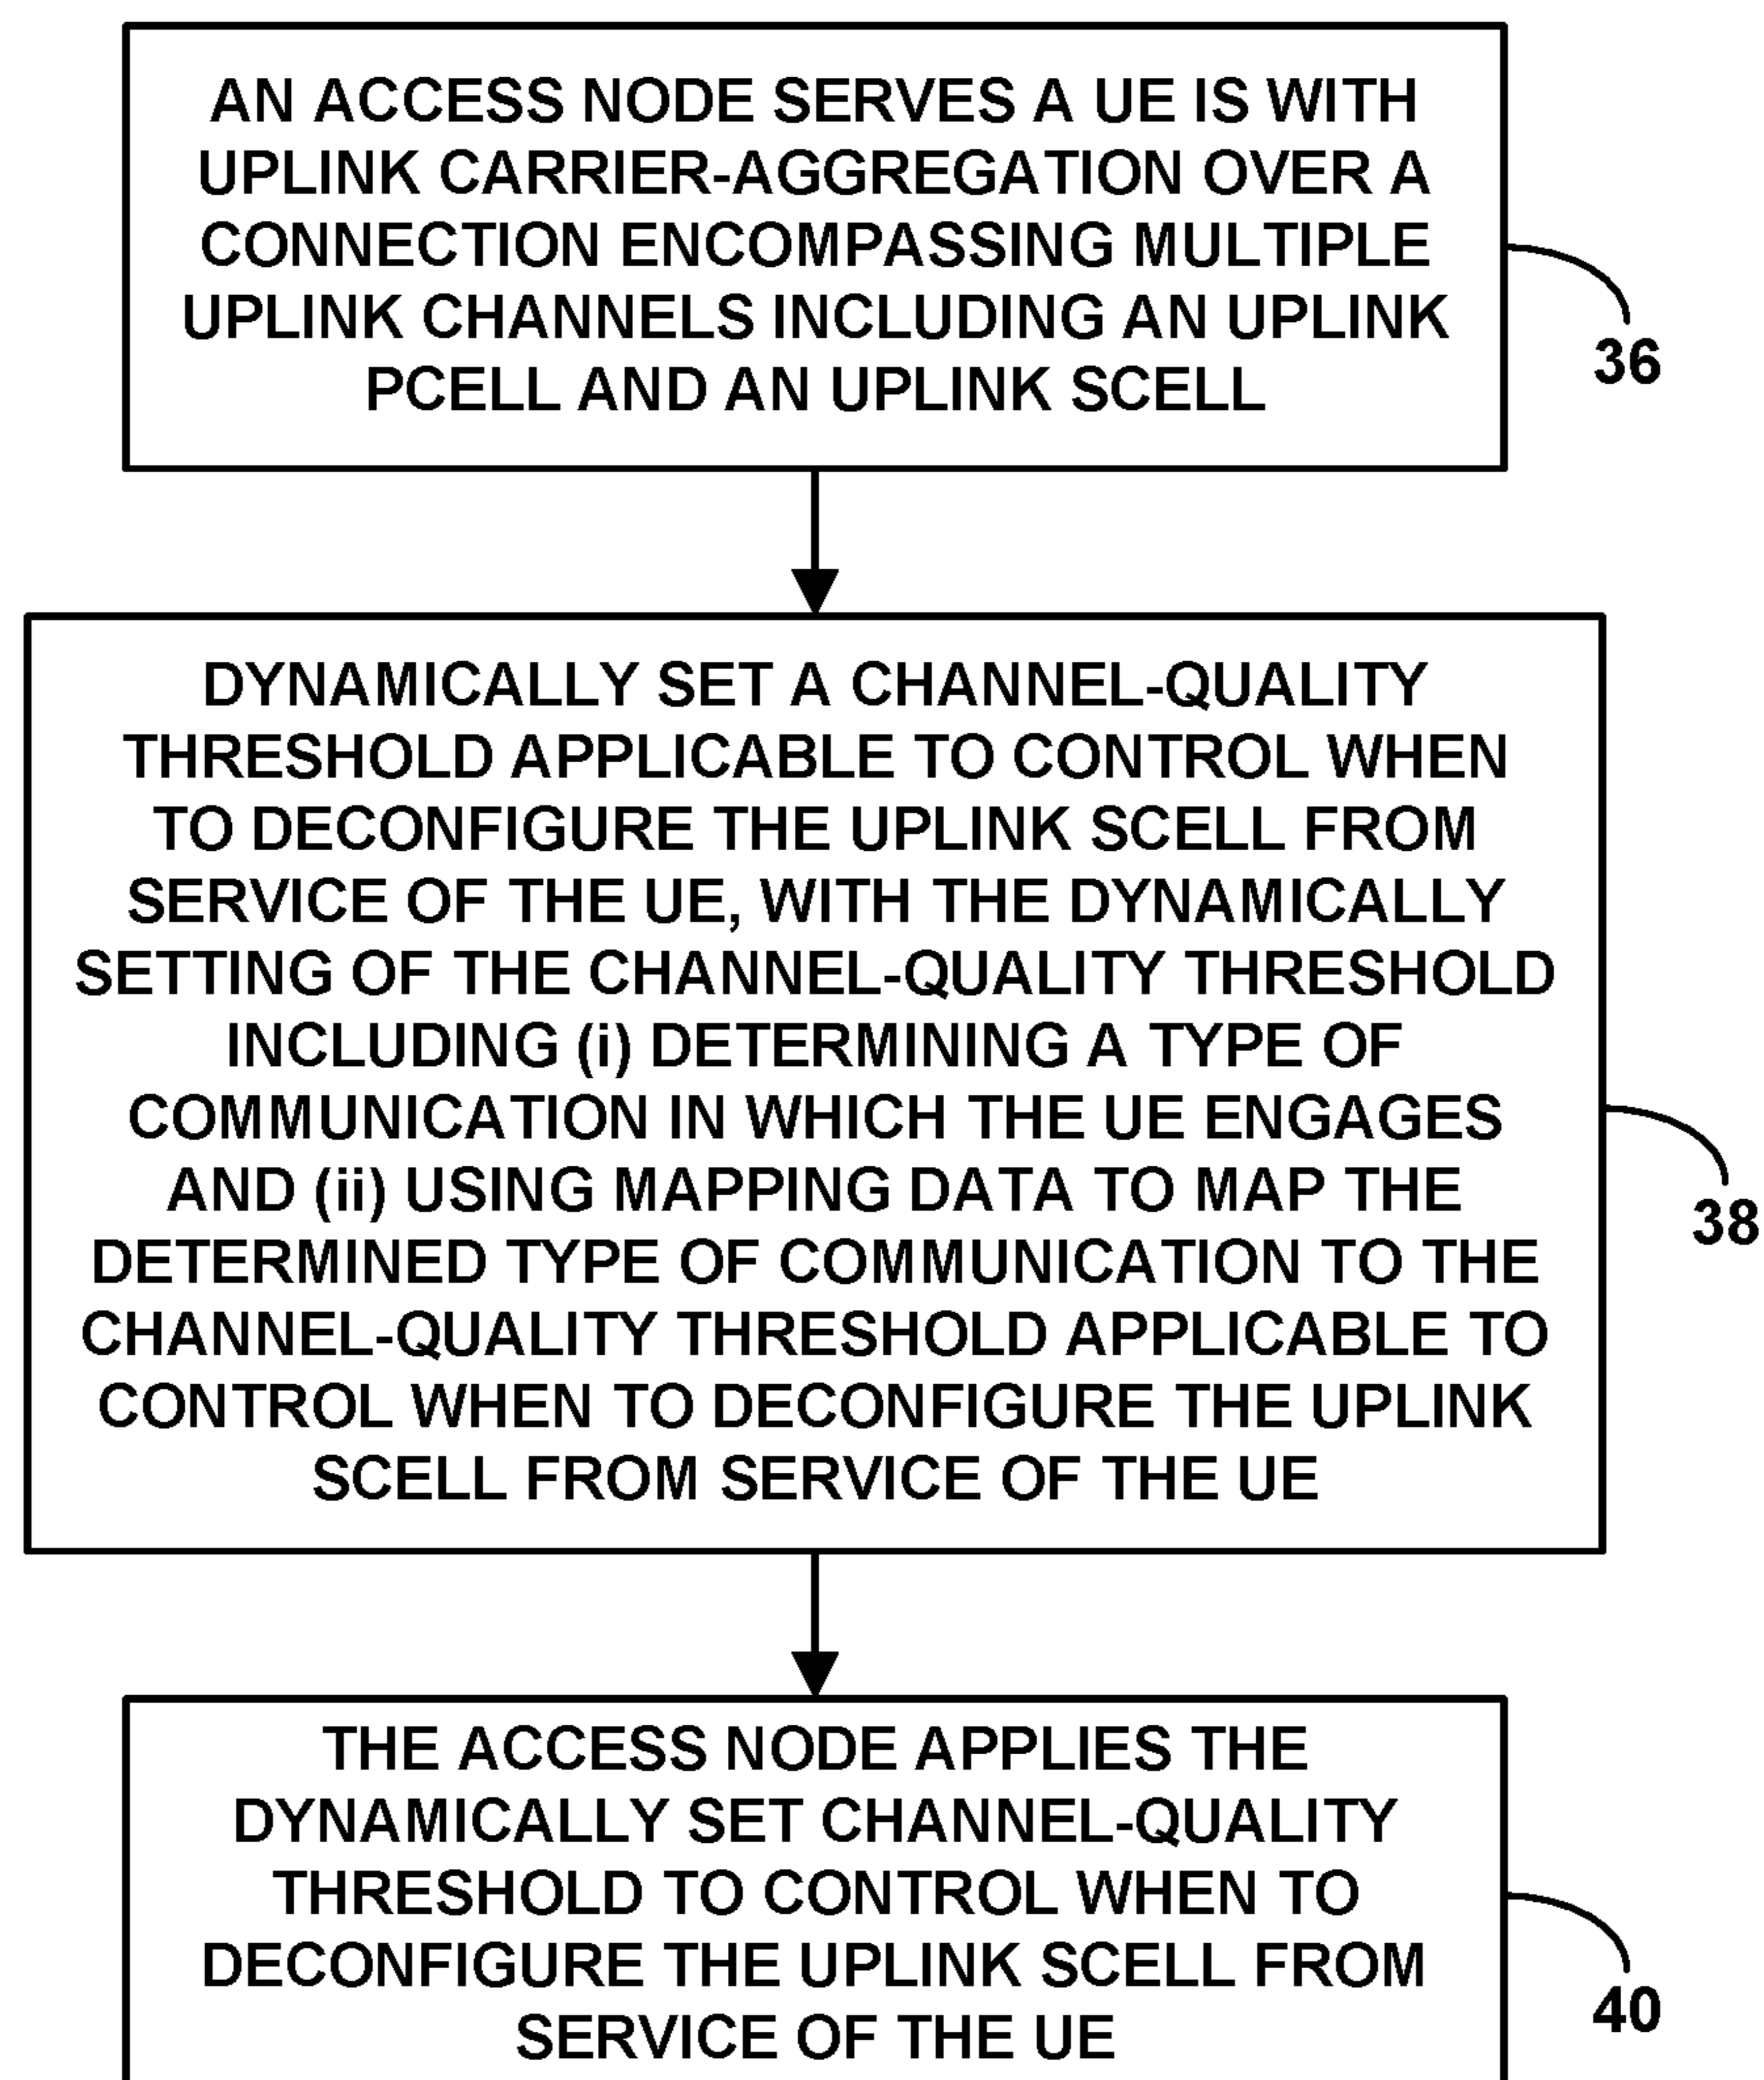 AN ACCESS NODE SERVES A UE IS WITH
UPLINK CARRIER-AGGREGATION OVER A
CONNECTION ENCOMPASSING MULTIPLE
UPLINK CHANNELS INCLUDING AN UPLINK
PCELL AND AN UPLINK SCELL
36
DYNAMICALLY SET A CHANNEL-QUALITY
THRESHOLD APPLICABLE TO CONTROL WHEN
TO DECONFIGURE THE UPLINK SCELL FROM
SERVICE OF THE UE, WITH THE DYNAMICALLY
SETTING OF THE CHANNEL-QUALITY THRESHOLD
INCLUDING (i) DETERMINING A TYPE OF
COMMUNICATION IN WHICH THE UE ENGAGES
AND (ii) USING MAPPING DATA TO MAP THE
DETERMINED TYPE OF COMMUNICATION TO THE
CHANNEL-QUALITY THRESHOLD APPLICABLE TO
CONTROL WHEN TO DECONFIGURE THE UPLINK
SCELL FROM SERVICE OF THE UE
38
THE ACCESS NODE APPLIES THE
DYNAMICALLY SET CHANNEL-QUALITY
THRESHOLD TO CONTROL WHEN TO
DECONFIGURE THE UPLINK SCELL FROM
SERVICE OF THE UE
40